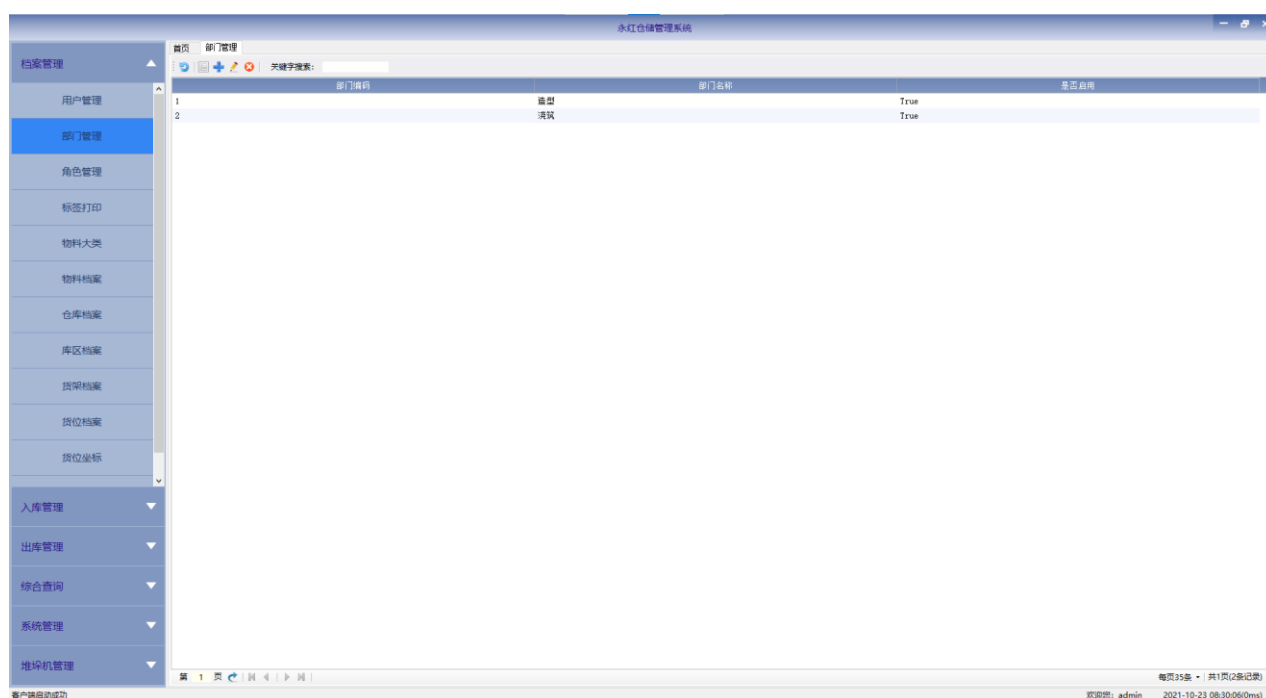 永红仓储管理系统
档案管理
首页 部门管理
关键字搜索:
部门编码 部门名称 是否启用
1 造型 True
2 浇筑 True
用户管理
部门管理
角色管理
标签打印
物料大类
物料档案
仓库档案
库区档案
货架档案
货位档案
货位坐标
入库管理
出库管理
综合查询
系统管理
堆垛机管理
第 1 页
每页35条 共1页(2条记录)
客户端启动成功
欢迎您: admin 2021-10-23 08:30:06(0ms)